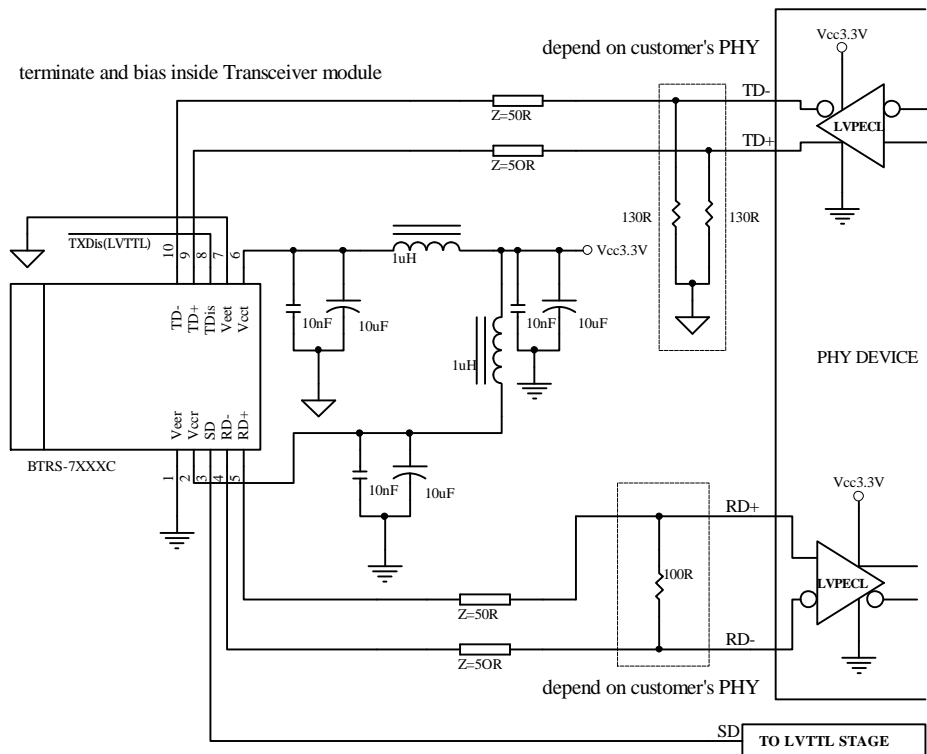 depend on customer's PHY
Vcc3.3V
terminate and bias inside Transceiver module
TD-
Z=50R
LVPECL
TD+
Z=5OR
130R
130R
TXDis(LVTTL)
1uH
Vcc3.3V
10
9
8
7
6
TD-
TD+
TDis
Veet
Vcct
10nF
10uF
10nF
10uF
1uH
PHY DEVICE
Veer
Vccr
SD
RD-
RD+
BTRS-7XXXC
1
2
3
4
5
10nF
10uF
Vcc3.3V
RD+
100R
LVPECL
Z=50R
RD-
Z=5OR
depend on customer's PHY
SD
TO LVTTL STAGE